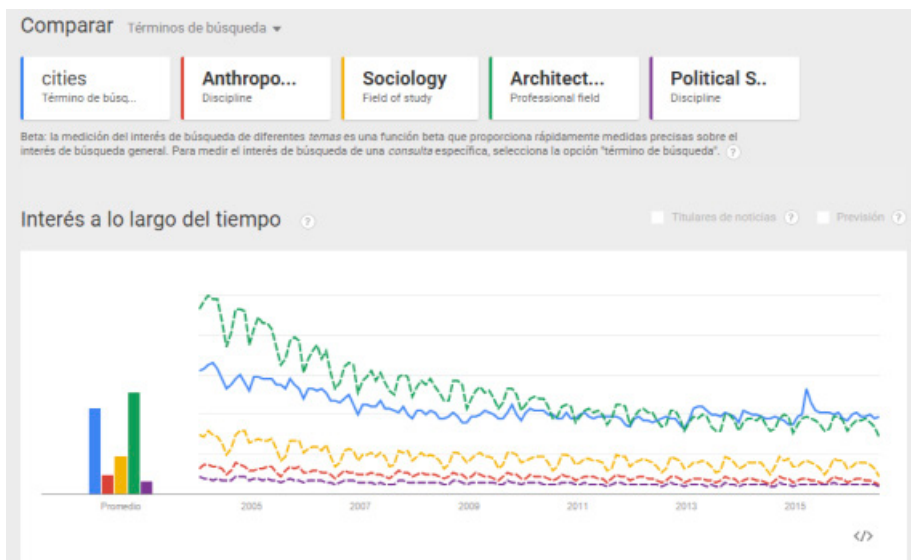 Comparar Términos de búsqueda
cities
Término de búsq...
Anthropo...
Discipline
Sociology
Field of study
Architect...
Professional field
Political S..
Discipline
Beta: la medición del interés de búsqueda de diferentes temas es una función beta que proporciona rápidamente medidas precisas sobre el
interés de búsqueda general. Para medir el interés de búsqueda de una consulta específica, selecciona la opción "término de búsqueda". ?
Interés a lo largo del tiempo ?
Titulares de noticias ? Previsión ?
Promedio 2005 2007 2009 2011 2013 2015
</>